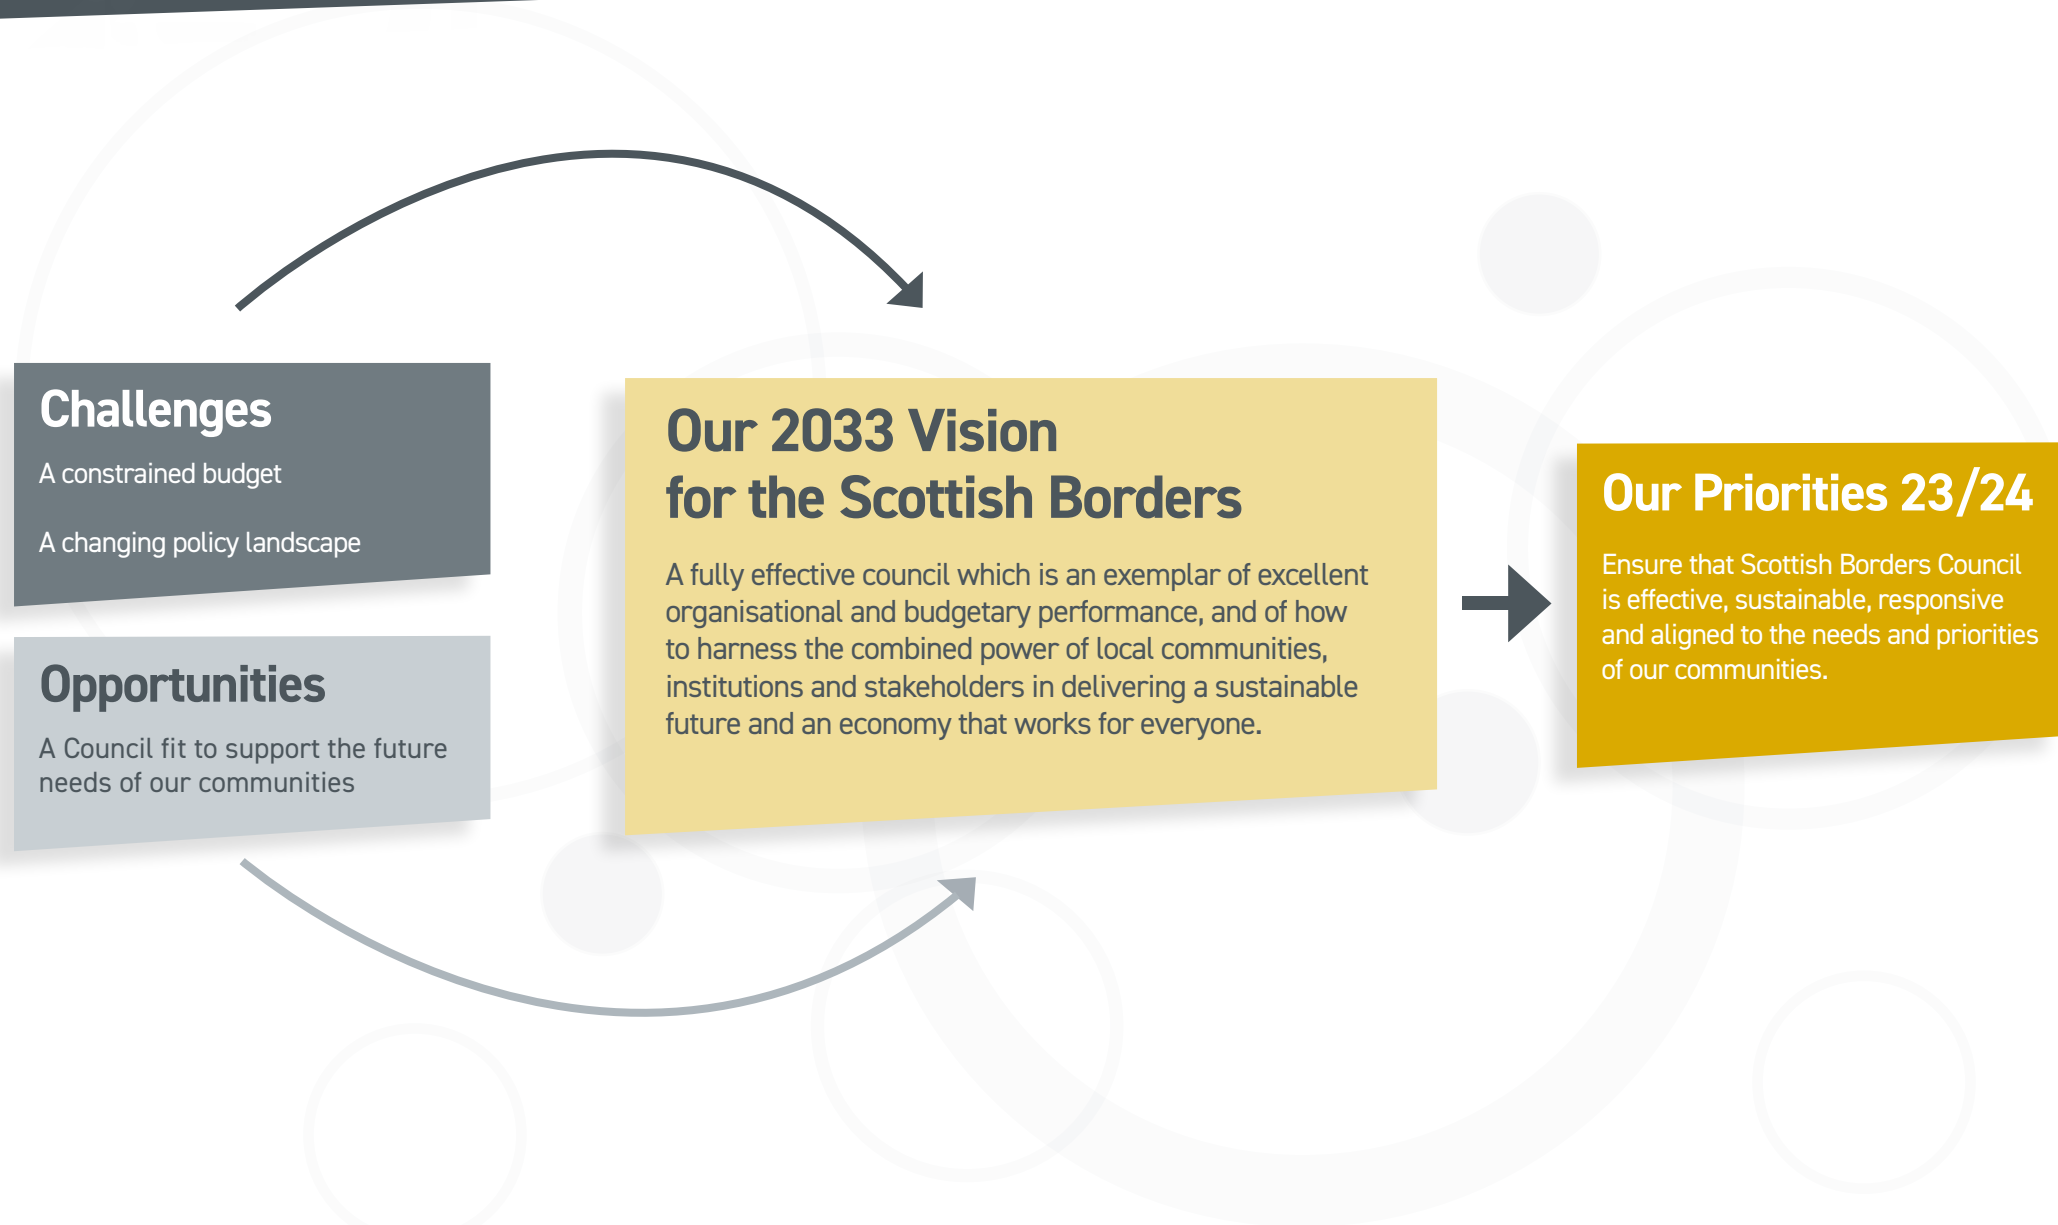 Challenges
A constrained budget
A changing policy landscape
Opportunities
A Council fit to support the future
needs of our communities
Our 2033 Vision
for the Scottish Borders
A fully effective council which is an exemplar of excellent
organisational and budgetary performance, and of how
to harness the combined power of local communities,
institutions and stakeholders in delivering a sustainable
future and an economy that works for everyone.
Our Priorities 23/24
Ensure that Scottish Borders Council
is effective, sustainable, responsive
and aligned to the needs and priorities
of our communities.